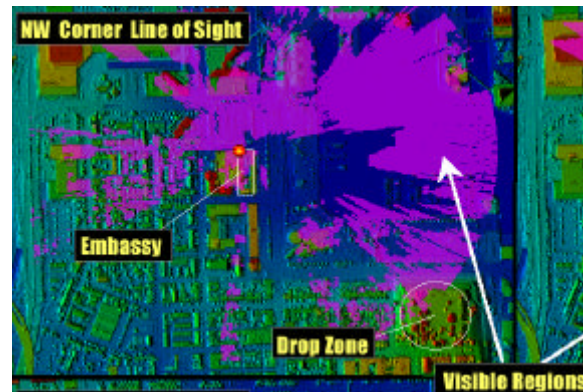 NW Corner Line of Sight
Embassy
Drop Zone
Visible Regions